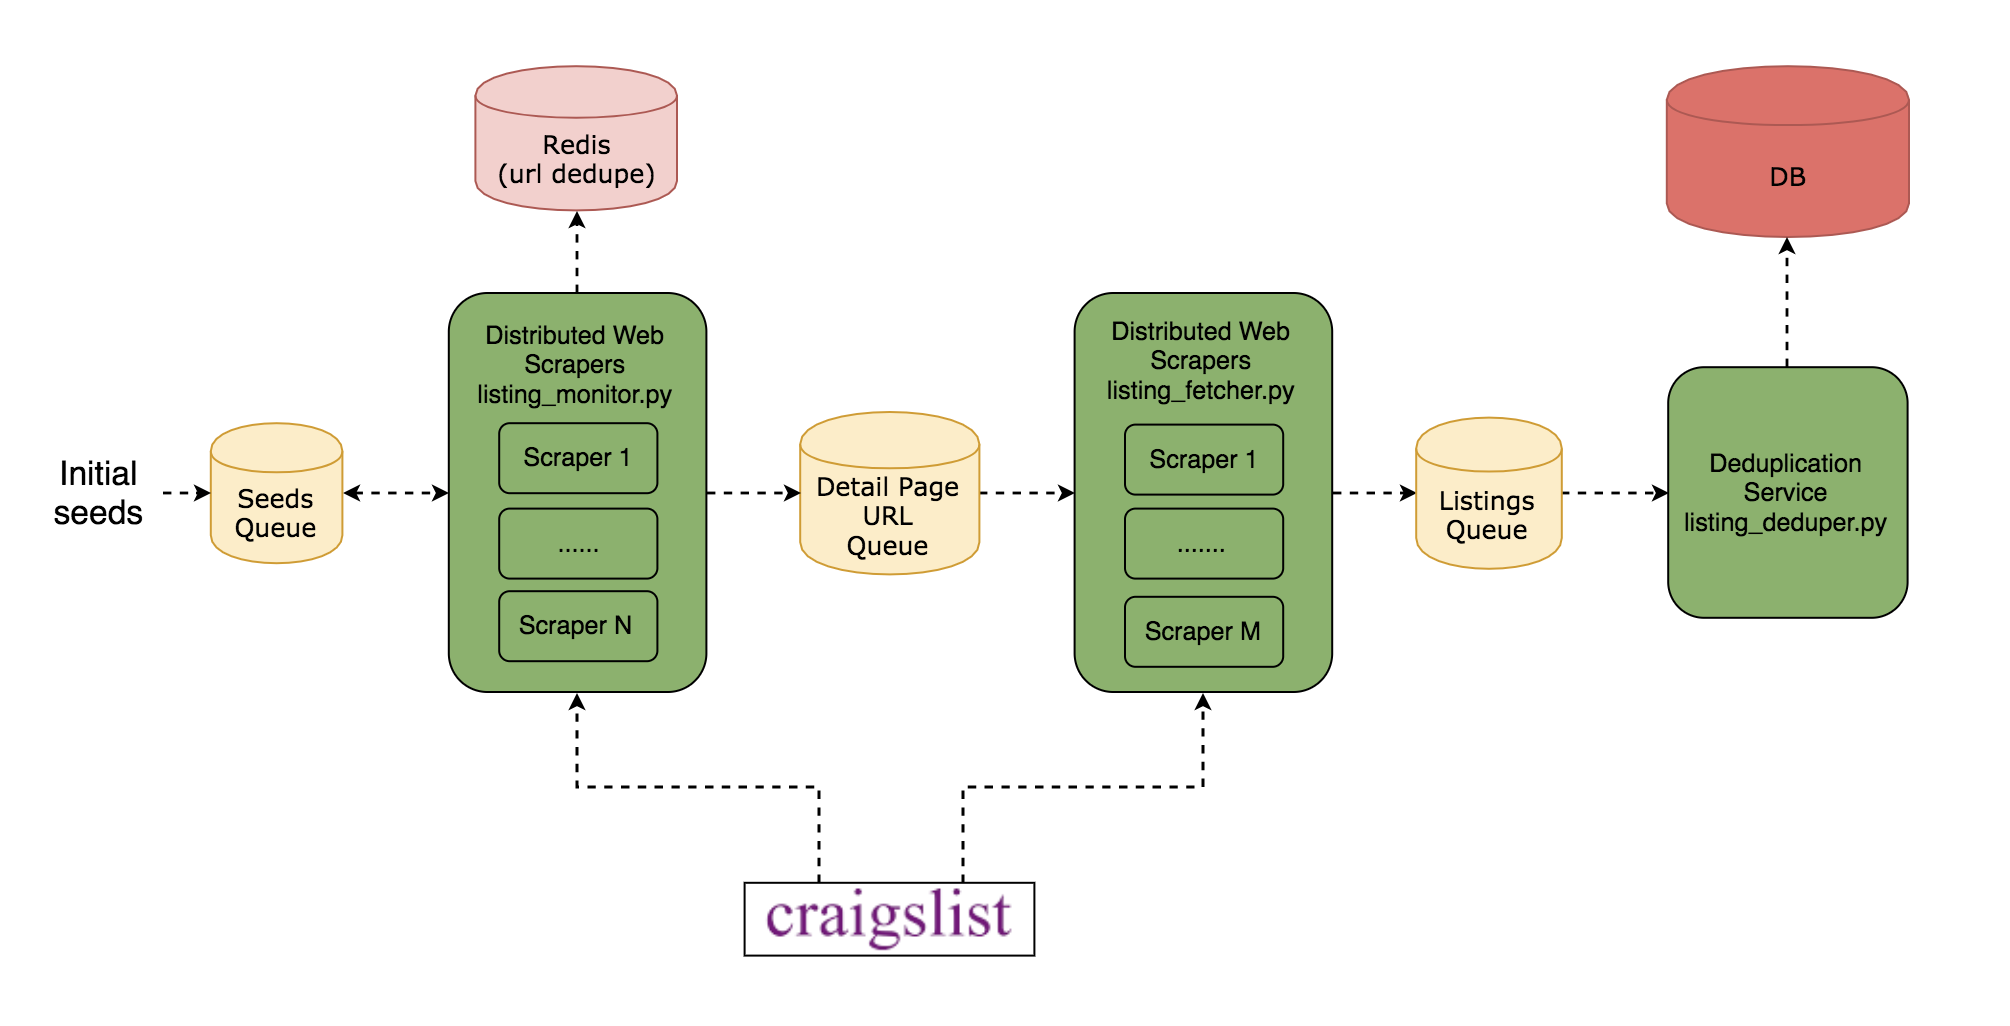 Redis
(url dedupe)
DB
Initial
seeds
Seeds
Queue
Distributed Web
Scrapers
listing_monitor.py
Scraper 1
......
Scraper N
Detail Page
URL
Queue
Distributed Web
Scrapers
listing_fetcher.py
Scraper 1
.......
Scraper M
Listings
Queue
Deduplication
Service
listing_deduper.py
craigslist